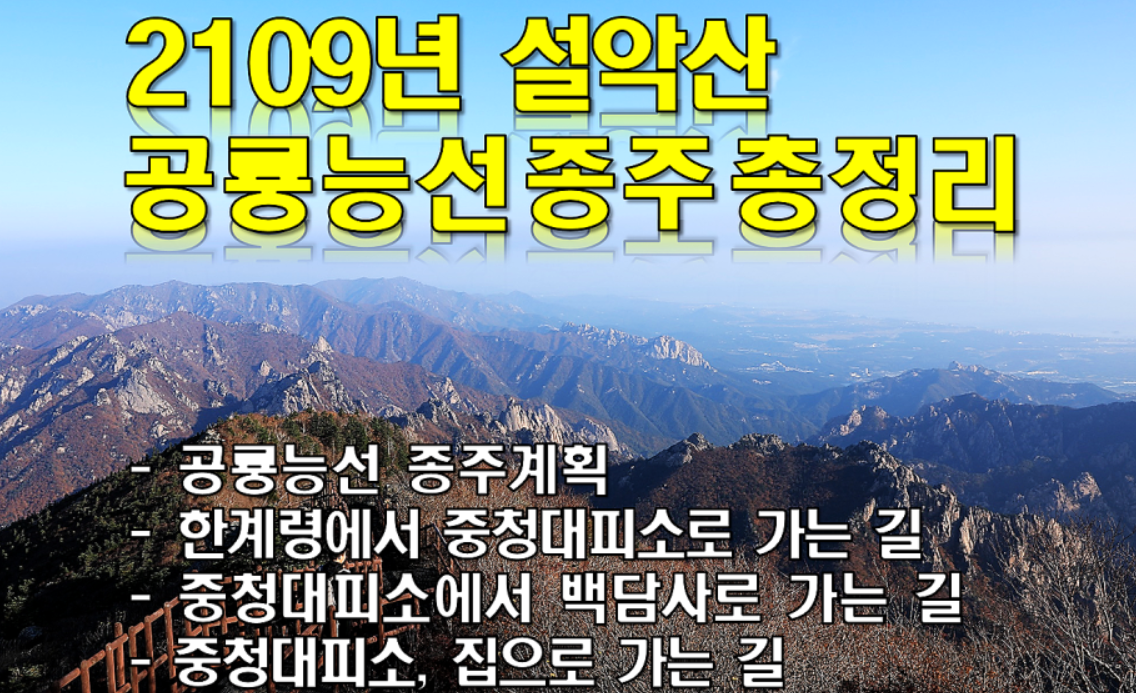 2109년 설악산
공룡능선종주 총정리
- 공룡능선 종주계획
- 한계령에서 중청대피소로 가는 길
- 중청대피소에서 백담사로 가는 길
- 중청대피소, 집으로 가는 길